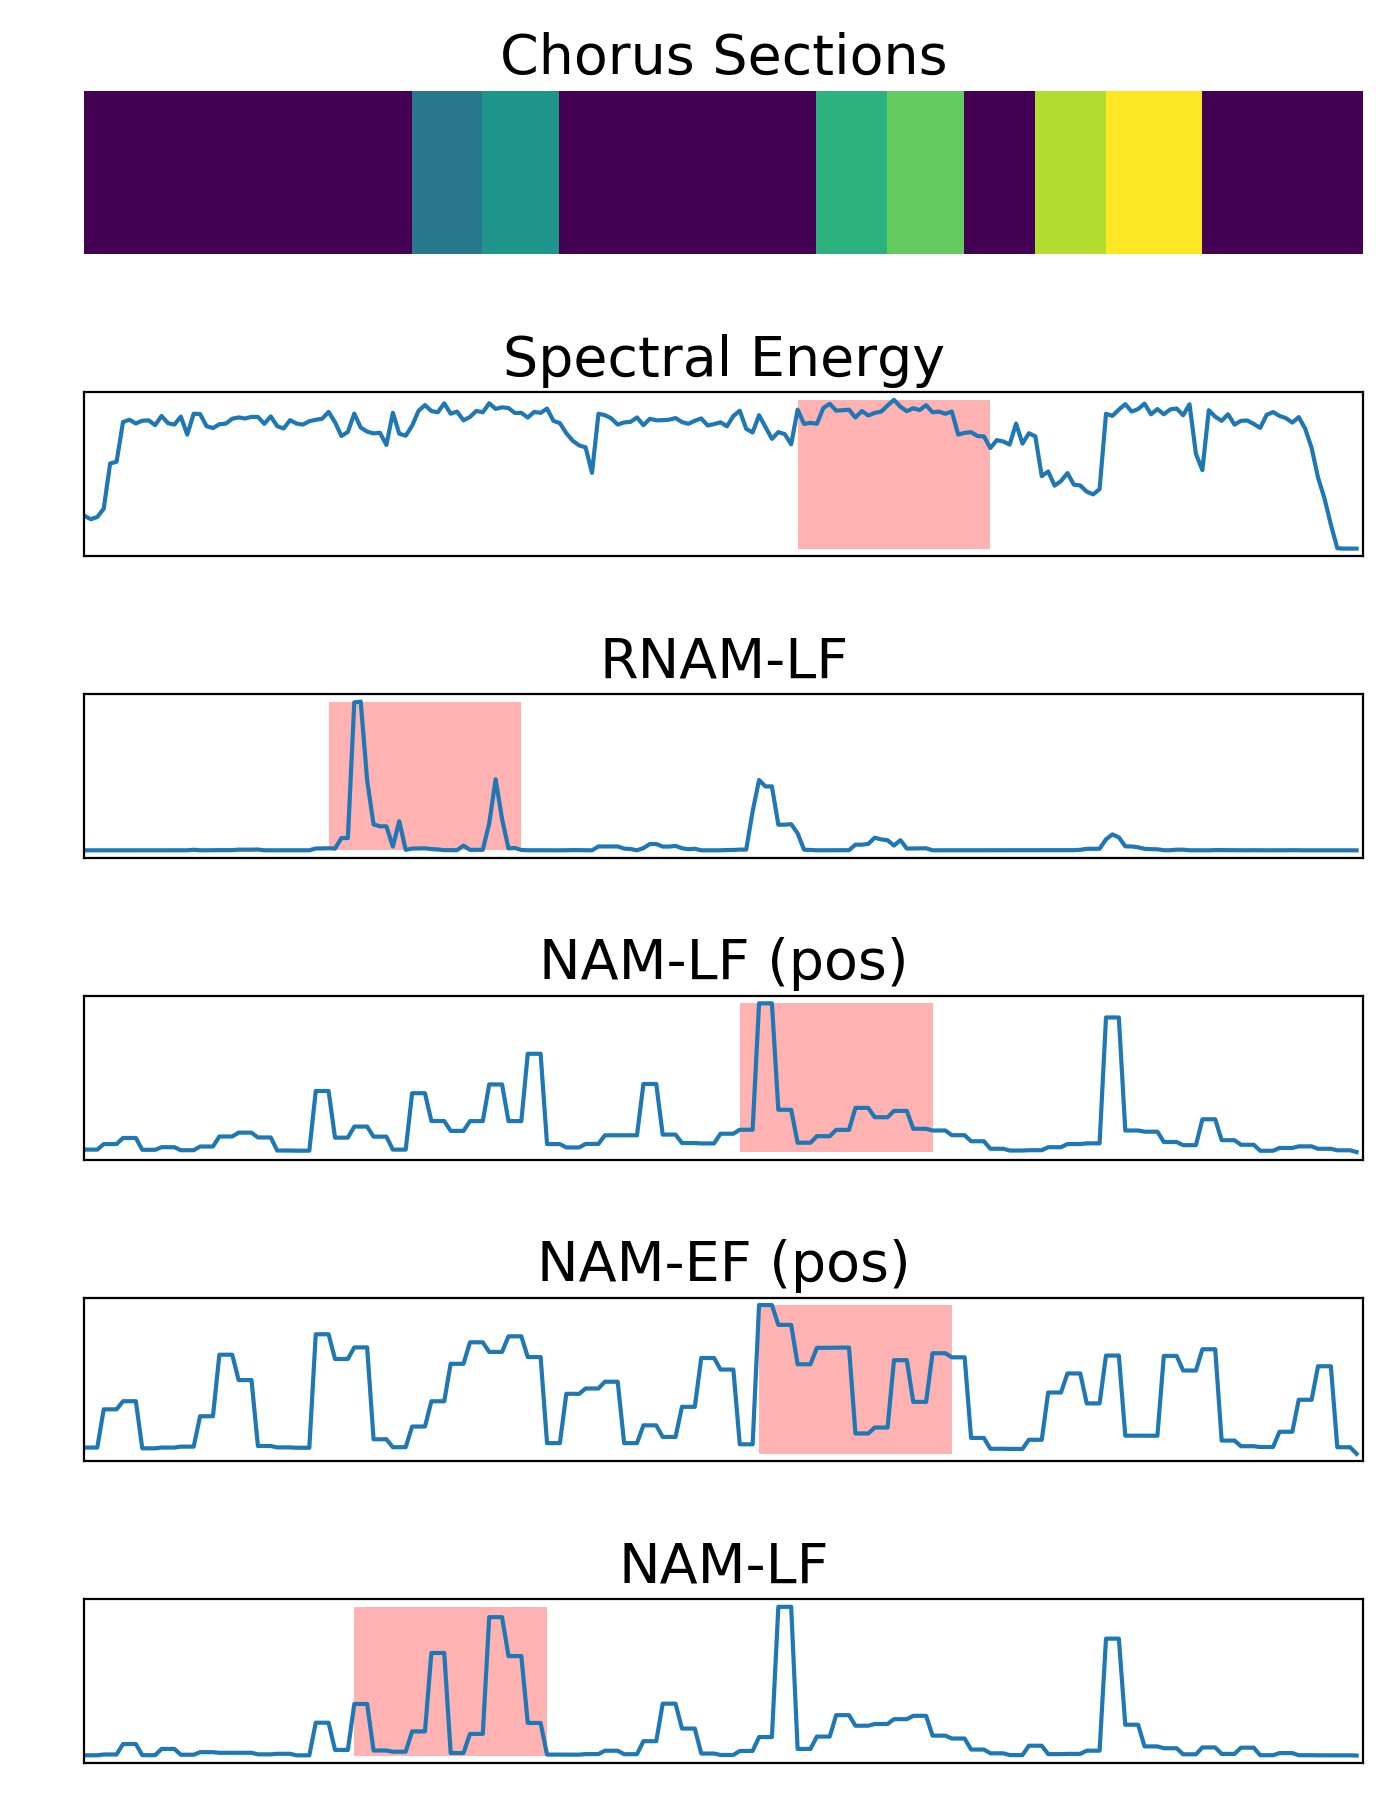 Chorus Sections
Spectral Energy
RNAM-LF
NAM-LF (pos)
NAM-EF (pos)
NAM-LF